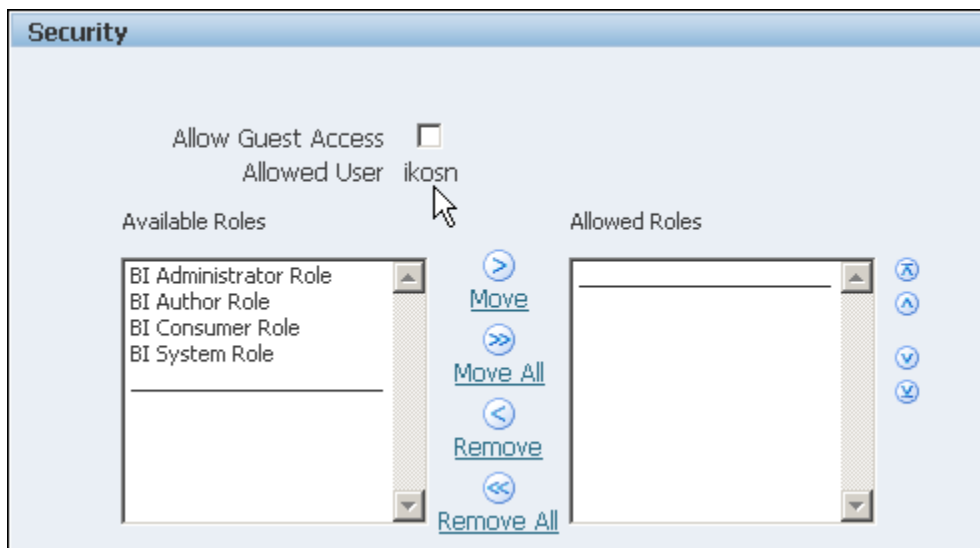 Security
Allow Guest Access
Allowed User ikosn
Available Roles
BI Administrator Role
BI Author Role
BI Consumer Role
BI System Role
Move
Move All
Remove
Remove All
Allowed Roles